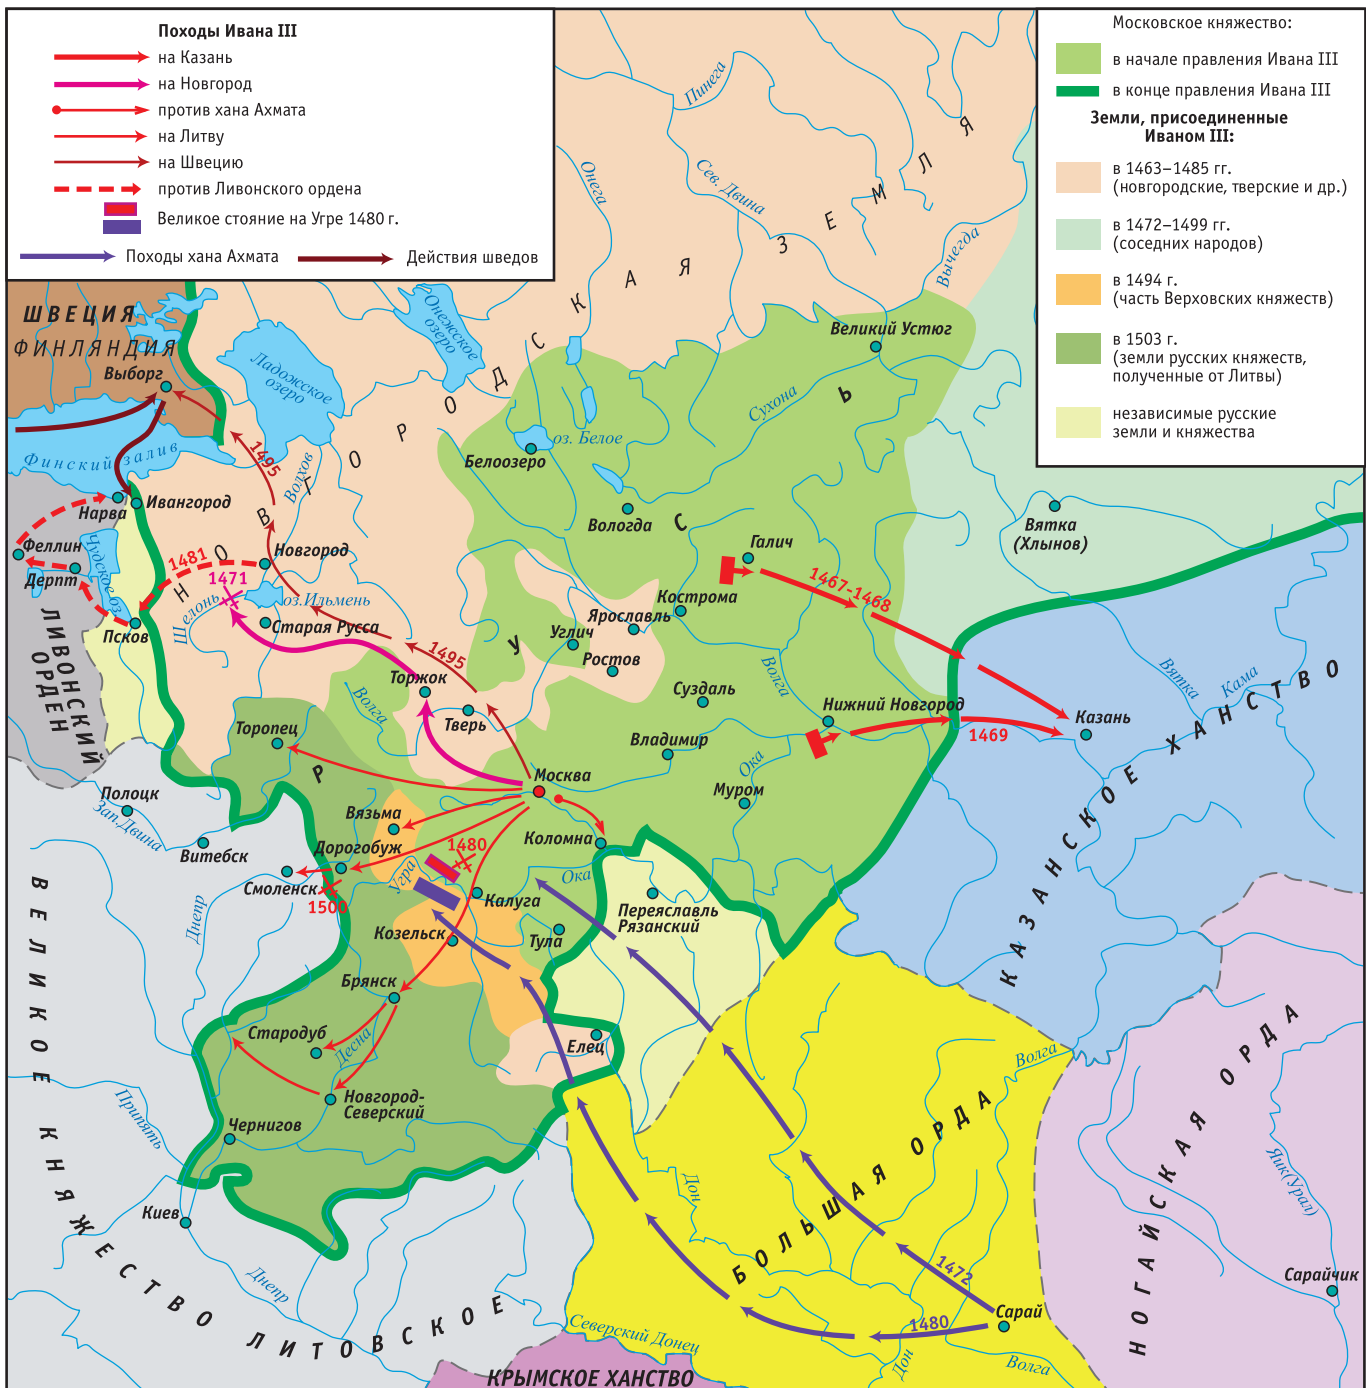 Походы Ивана III
на Казань
на Новгород
против хана Ахмата
на Литву
на Швецию
против Ливонского ордена
Великое стояние на Угре 1480 г.
Походы хана Ахмата
Действия шведов
Московское княжество:
в начале правления Ивана III
в конце правления Ивана III
Земли, присоединенные
Иваном III:
в 1463–1485 гг.
(новгородские, тверские и др.)
в 1472–1499 гг.
(соседних народов)
в 1494 г.
(часть Верховских княжеств)
в 1503 г.
(земли русских княжеств,
полученные от Литвы)
независимые русские
земли и княжества
Пинега
Онега
Сев. Двина
Вычегда
НОВГОРОДСКАЯ ЗЕМЛЯ
ШВЕЦИЯ
ФИНЛЯНДИЯ
Выборг
Ладожское
озеро
Онежское
озеро
Великий Устюг
Сухона
оз. Белое
Белоозеро
Финский залив
1495
Волхов
Нарва
Ивангород
Вологда
Вятка
(Хлынов)
Феллин
Дерпт
Чудское оз.
1481
Новгород
1471
Шелонь
оз.Ильмень
Старая Русса
Псков
Галич
1467-1468
Кострома
Ярославль
Углич
Ростов
РУСЬ
ЛИВОНСКИЙ
ОРДЕН
1495
Торжок
Волга
Тверь
Суздаль
Волга
Нижний Новгород
1469
Казань
Вятка
Кама
КАЗАНСКОЕ ХАНСТВО
Торопец
Владимир
Ока
Муром
Москва
Полоцк
Зап.Двина
Витебск
Вязьма
Дорогобуж
Смоленск
1500
1480
Угра
Коломна
Ока
Калуга
Козельск
Тула
Переяславль
Рязанский
Днепр
Брянск
Стародуб
Десна
Елец
Новгород-
Северский
Чернигов
Припять
Киев
Днепр
ВЕЛИКОЕ КНЯЖЕСТВО ЛИТОВСКОЕ
Волга
БОЛЬШАЯ ОРДА
Дон
НОГАЙСКАЯ ОРДА
Яик(Урал)
Сарайчик
1472
Сарай
1480
Северский Донец
Дон
Волга
КРЫМСКОЕ ХАНСТВО